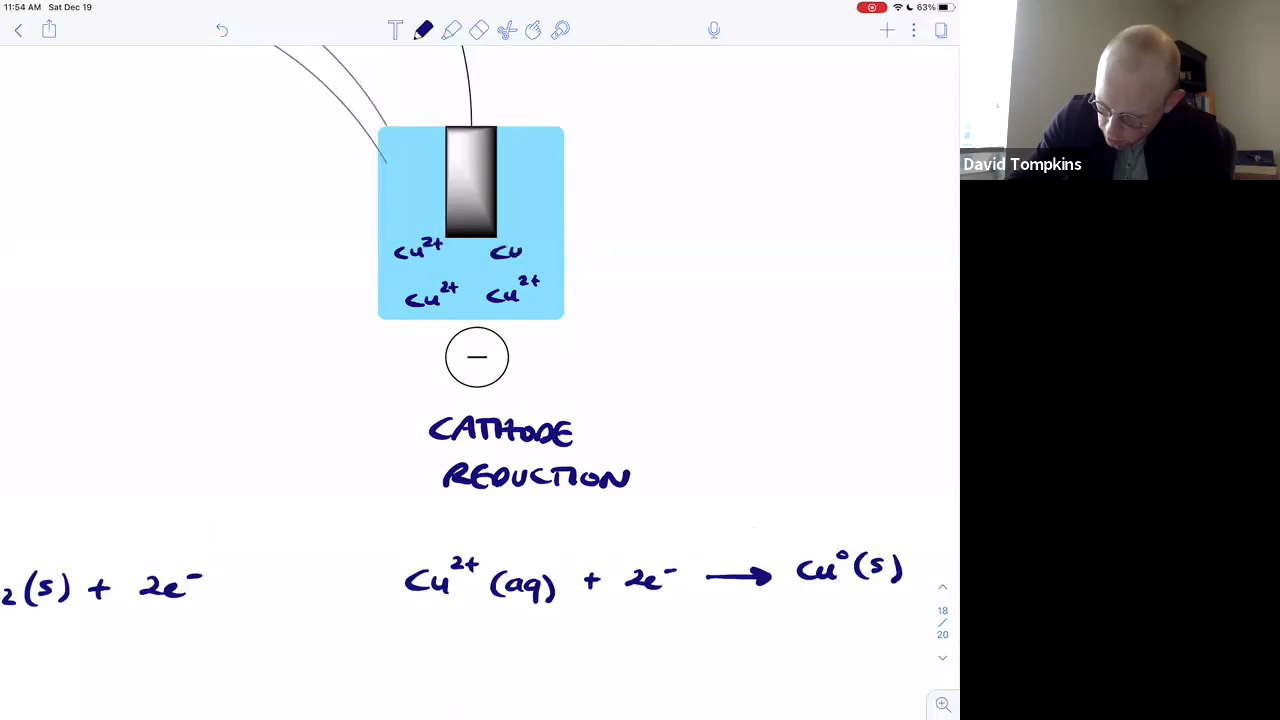 11:54 AM Sat Dec 19
63%
T
David Tompkins
Cu²⁺ Cu
Cu²⁺ Cu²⁺
−
CATHODE
REDUCTION
₂(s) + 2e⁻
Cu²⁺ (aq) + 2e⁻ → Cu⁰(s)
18
/
20